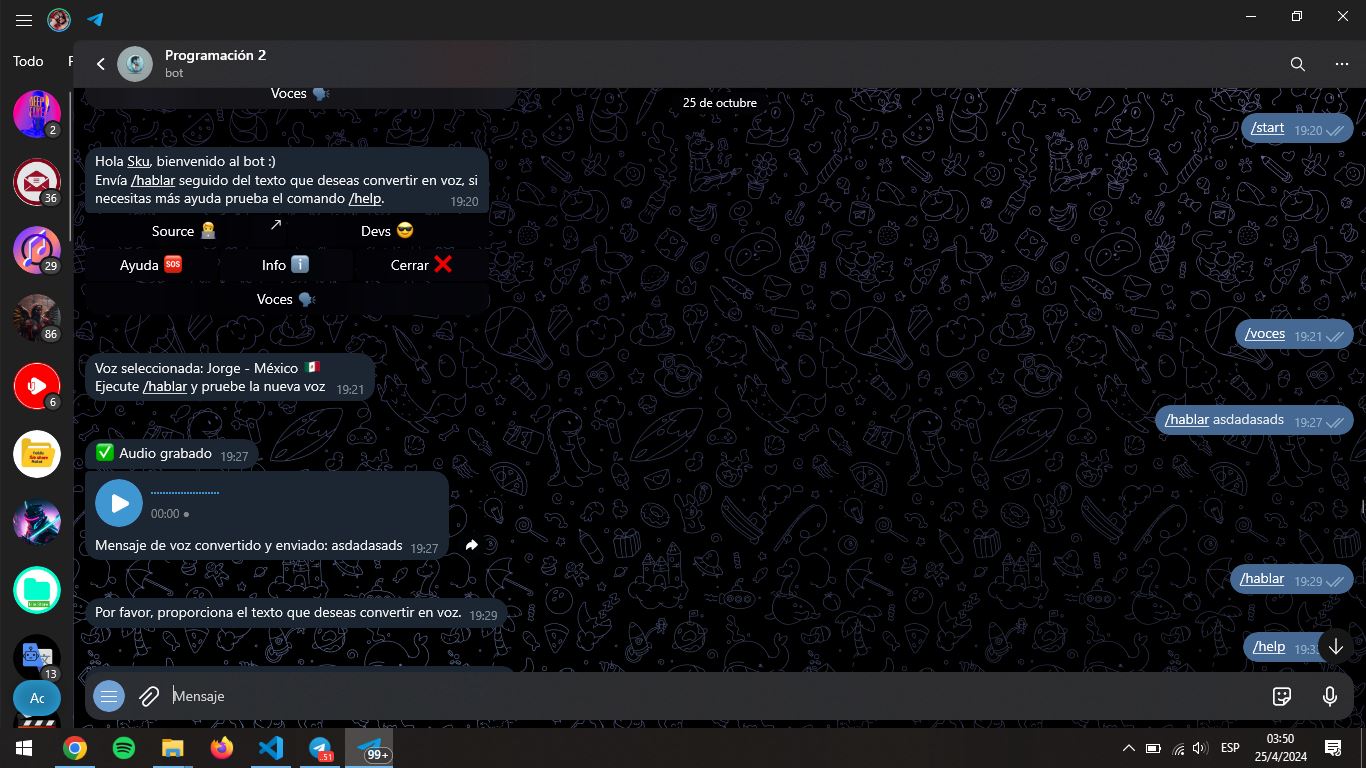 Todo
Programación 2
bot
Voces
25 de octubre
/start 19:20
Hola Sku, bienvenido al bot :)
Envía /hablar seguido del texto que deseas convertir en voz, si
necesitas más ayuda prueba el comando /help. 19:20
Source
Devs
Ayuda 🆘
Info ℹ️
Cerrar ❌
Voces
/voces 19:21
Voz seleccionada: Jorge - México 🇲🇽
Ejecute /hablar y pruebe la nueva voz 19:21
/hablar asdadasads 19:27
✅ Audio grabado 19:27
00:00
Mensaje de voz convertido y enviado: asdadasads 19:27
/hablar 19:29
Por favor, proporciona el texto que deseas convertir en voz. 19:29
/help
Mensaje
2
36
29
86
6
13
Ac
51
99+
ESP
03:50
25/4/2024